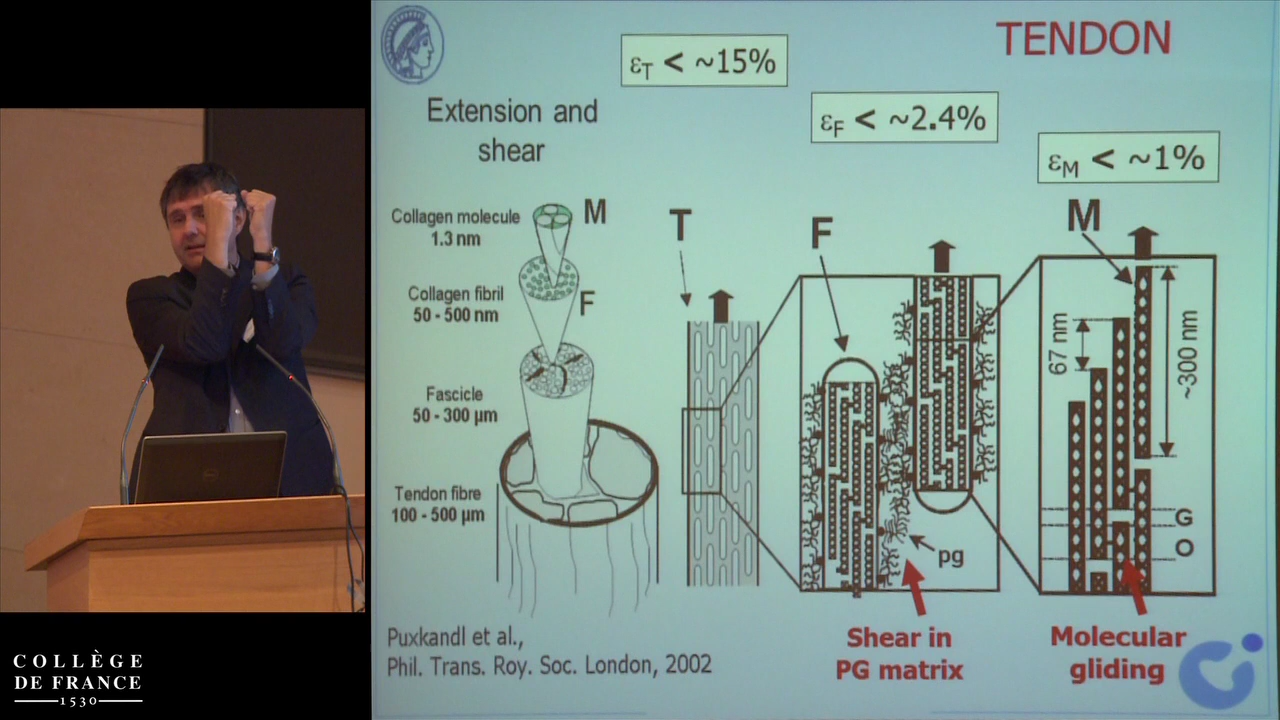 TENDON
εT < ~15%
εF < ~2.4%
εM < ~1%
Extension and
shear
Collagen molecule
1.3 nm
M
Collagen fibril
50 - 500 nm
F
Fascicle
50 - 300 µm
Tendon fibre
100 - 500 µm
T
F
pg
M
67 nm
~300 nm
G
O
Shear in
PG matrix
Molecular
gliding
Puxkandl et al.,
Phil. Trans. Roy. Soc. London, 2002
COLLÈGE
DE FRANCE
1530